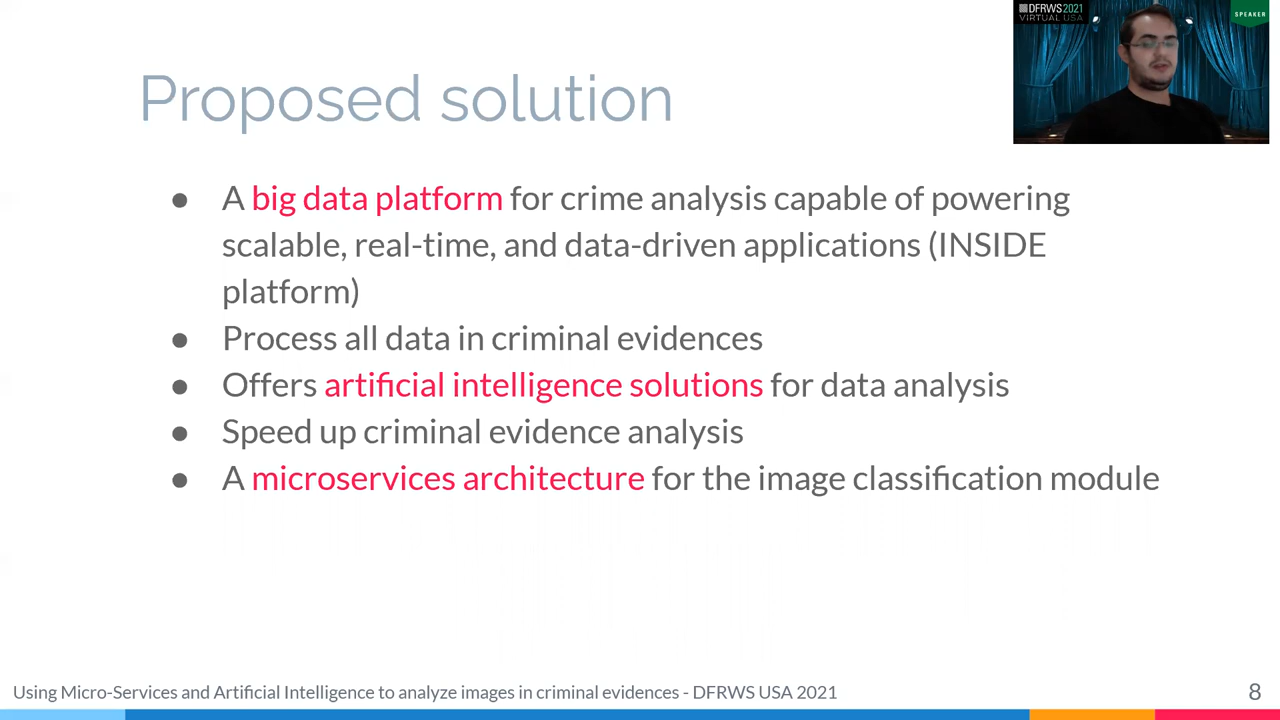 DFRWS2021
VIRTUAL USA
SPEAKER
Proposed solution
● A big data platform for crime analysis capable of powering
scalable, real-time, and data-driven applications (INSIDE
platform)
● Process all data in criminal evidences
● Offers artificial intelligence solutions for data analysis
● Speed up criminal evidence analysis
● A microservices architecture for the image classification module
Using Micro-Services and Artificial Intelligence to analyze images in criminal evidences - DFRWS USA 2021
8